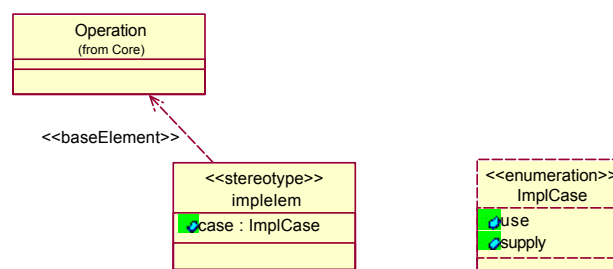 Operation
(from Core)
<<baseElement>>
<<stereotype>>
implelem
case : ImplCase
<<enumeration>>
ImplCase
use
supply